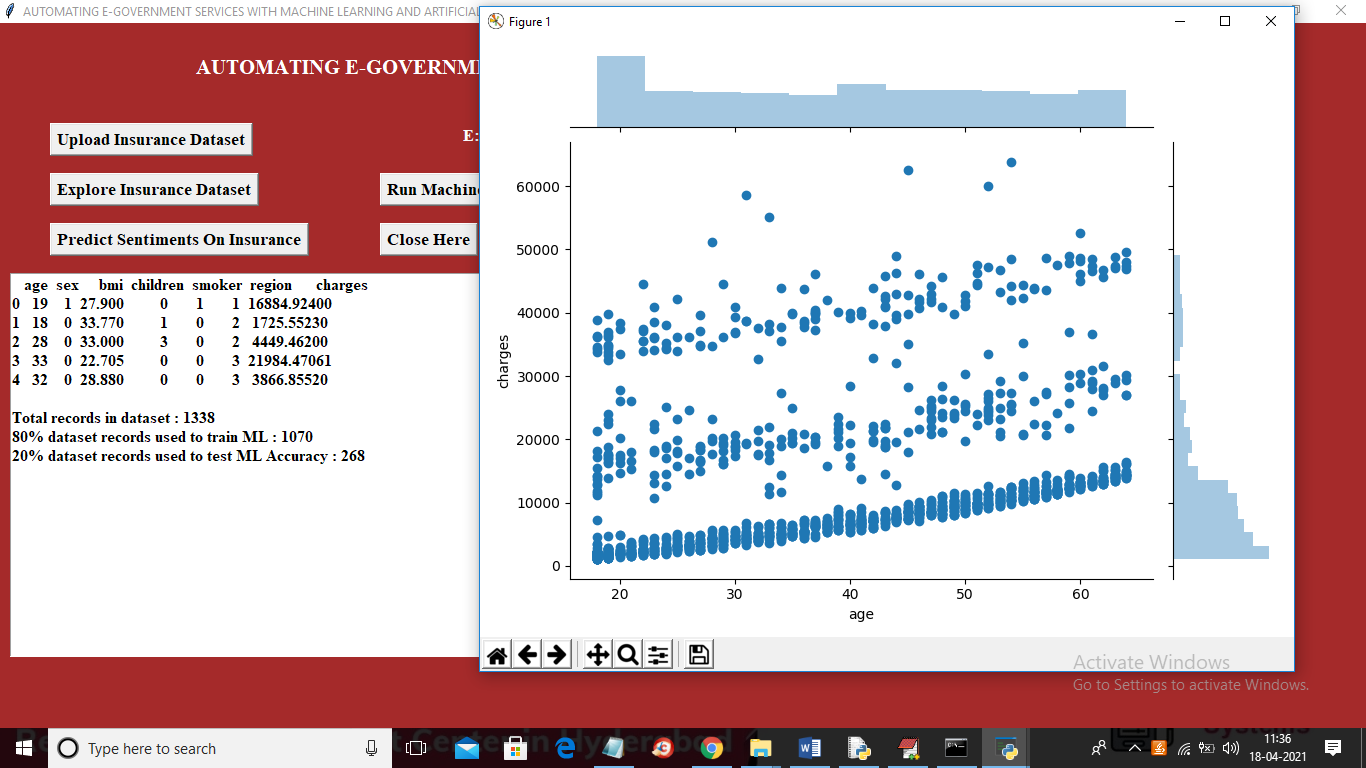 AUTOMATING E-GOVERNMENT SERVICES WITH MACHINE LEARNING AND ARTIFICIAL
Figure 1
AUTOMATING E-GOVERNM
Upload Insurance Dataset
E:
Explore Insurance Dataset
Run Machin
Predict Sentiments On Insurance
Close Here
age sex bmi children smoker region charges
0 19 1 27.900 0 1 1 16884.92400
1 18 0 33.770 1 0 2 1725.55230
2 28 0 33.000 3 0 2 4449.46200
3 33 0 22.705 0 0 3 21984.47061
4 32 0 28.880 0 0 3 3866.85520
Total records in dataset : 1338
80% dataset records used to train ML : 1070
20% dataset records used to test ML Accuracy : 268
60000
50000
40000
30000
20000
10000
0
charges
20 30 40 50 60
age
Activate Windows
Go to Settings to activate Windows.
Type here to search
11:36
18-04-2021